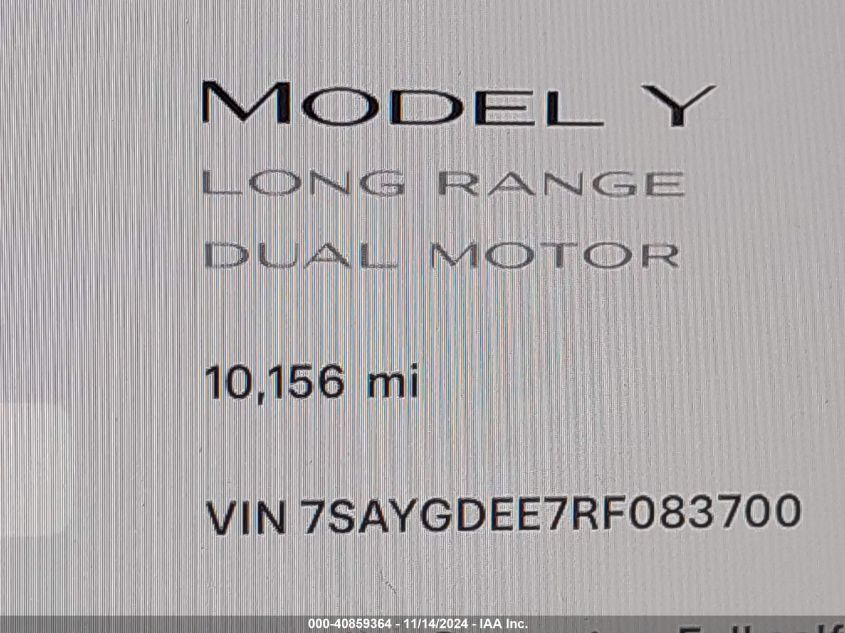 MODEL Y
LONG RANGE
DUAL MOTOR
10,156 mi
VIN 7SAYGDEE7RF083700
000-40859364 - 11/14/2024 - IAA Inc.